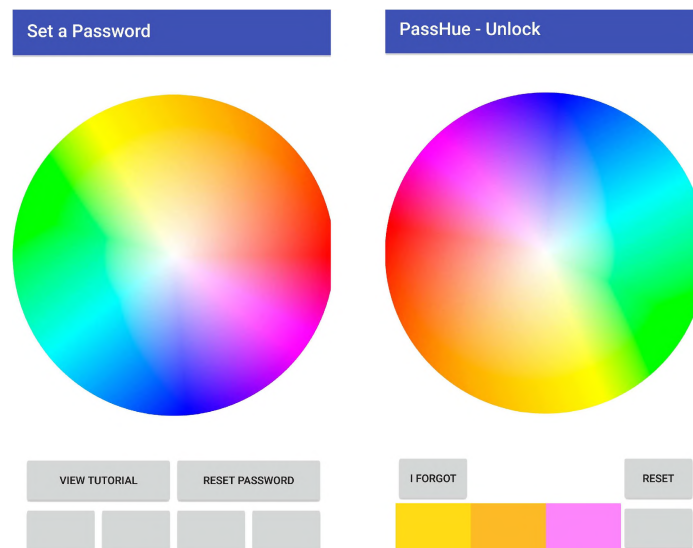 Set a Password
VIEW TUTORIAL
RESET PASSWORD
PassHue - Unlock
I FORGOT
RESET